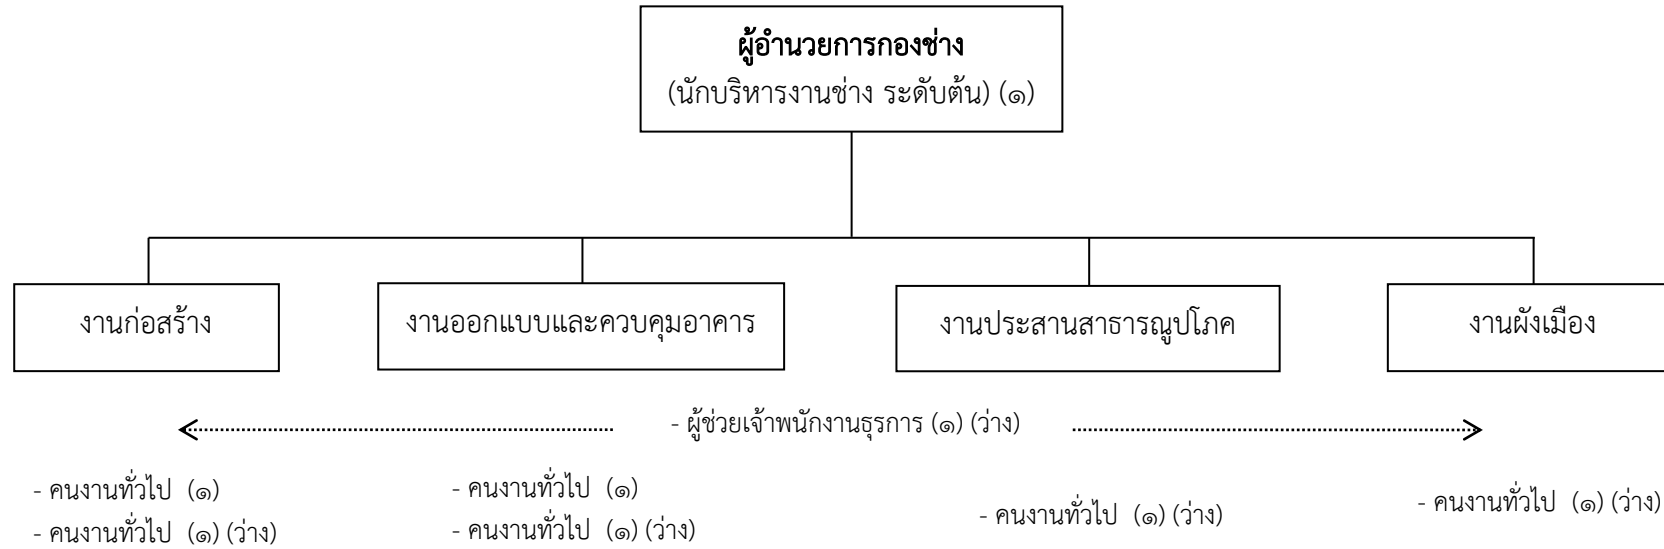 ผู้อำนวยการกองช่าง
(นักบริหารงานช่าง ระดับต้น) (๑)
งานก่อสร้าง
งานออกแบบและควบคุมอาคาร
งานประสานสาธารณูปโภค
งานผังเมือง
- ผู้ช่วยเจ้าพนักงานธุรการ (๑) (ว่าง)
- คนงานทั่วไป (๑)
- คนงานทั่วไป (๑) (ว่าง)
- คนงานทั่วไป (๑)
- คนงานทั่วไป (๑) (ว่าง)
- คนงานทั่วไป (๑) (ว่าง)
- คนงานทั่วไป (๑) (ว่าง)